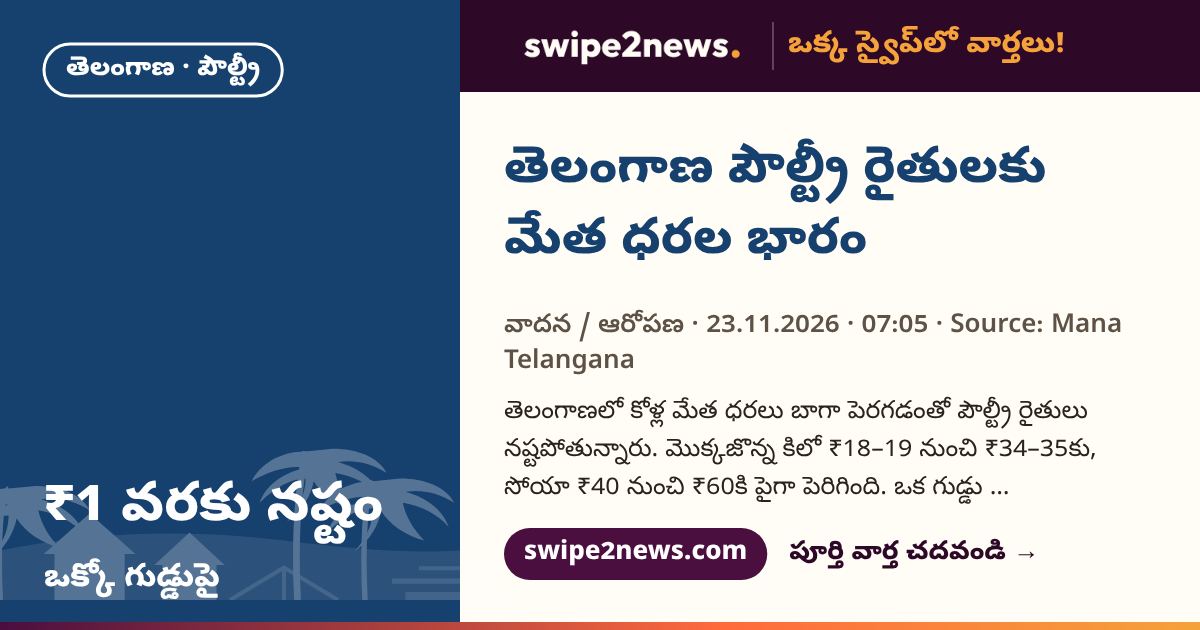 తెలంగాణ · పౌల్ట్రీ
₹1 వరకు నష్టం
ఒక్కో గుడ్డుపై
swipe2news.
ఒక్క స్వైప్‌లో వార్తలు!
తెలంగాణ పౌల్ట్రీ రైతులకు
మేత ధరల భారం
వాదన / ఆరోపణ · 23.11.2026 · 07:05 · Source: Mana
Telangana
తెలంగాణలో కోళ్ల మేత ధరలు బాగా పెరగడంతో పౌల్ట్రీ రైతులు
నష్టపోతున్నారు. మొక్కజొన్న కిలో ₹18–19 నుంచి ₹34–35కు,
సోయా ₹40 నుంచి ₹60కి పైగా పెరిగింది. ఒక గుడ్డు ...
swipe2news.com
పూర్తి వార్త చదవండి →